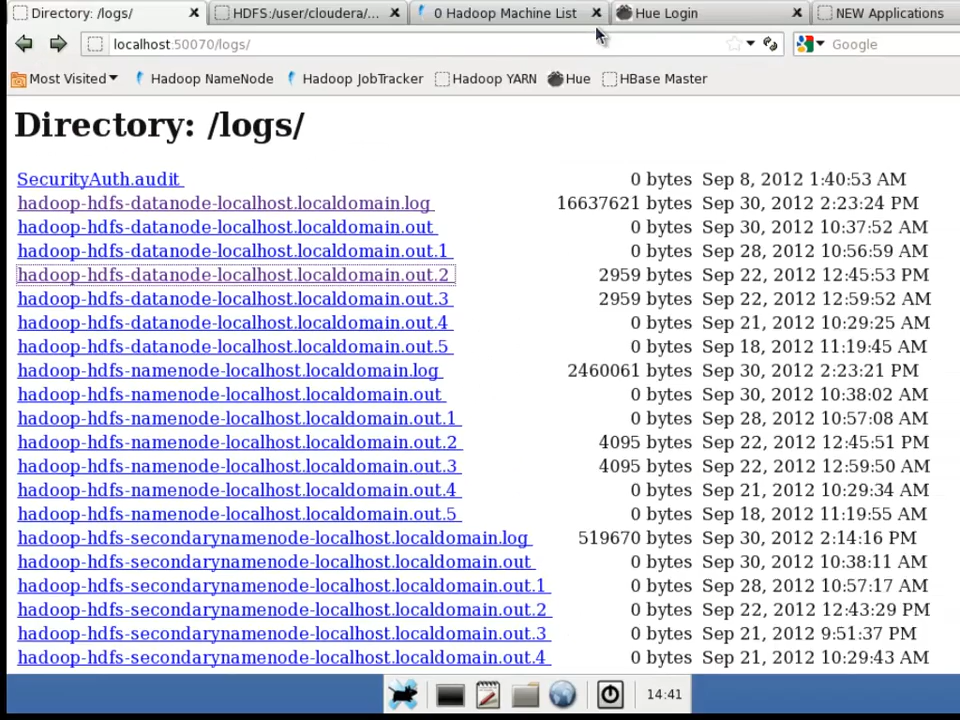 Directory: /logs/ HDFS:/user/cloudera/... 0 Hadoop Machine List Hue Login NEW Applications
localhost:50070/logs/ Google
Most Visited Hadoop NameNode Hadoop JobTracker Hadoop YARN Hue HBase Master
Directory: /logs/
SecurityAuth.audit 0 bytes Sep 8, 2012 1:40:53 AM
hadoop-hdfs-datanode-localhost.localdomain.log 16637621 bytes Sep 30, 2012 2:23:24 PM
hadoop-hdfs-datanode-localhost.localdomain.out 0 bytes Sep 30, 2012 10:37:52 AM
hadoop-hdfs-datanode-localhost.localdomain.out.1 0 bytes Sep 28, 2012 10:56:59 AM
hadoop-hdfs-datanode-localhost.localdomain.out.2 2959 bytes Sep 22, 2012 12:45:53 PM
hadoop-hdfs-datanode-localhost.localdomain.out.3 2959 bytes Sep 22, 2012 12:59:52 AM
hadoop-hdfs-datanode-localhost.localdomain.out.4 0 bytes Sep 21, 2012 10:29:25 AM
hadoop-hdfs-datanode-localhost.localdomain.out.5 0 bytes Sep 18, 2012 11:19:45 AM
hadoop-hdfs-namenode-localhost.localdomain.log 2460061 bytes Sep 30, 2012 2:23:21 PM
hadoop-hdfs-namenode-localhost.localdomain.out 0 bytes Sep 30, 2012 10:38:02 AM
hadoop-hdfs-namenode-localhost.localdomain.out.1 0 bytes Sep 28, 2012 10:57:08 AM
hadoop-hdfs-namenode-localhost.localdomain.out.2 4095 bytes Sep 22, 2012 12:45:51 PM
hadoop-hdfs-namenode-localhost.localdomain.out.3 4095 bytes Sep 22, 2012 12:59:50 AM
hadoop-hdfs-namenode-localhost.localdomain.out.4 0 bytes Sep 21, 2012 10:29:34 AM
hadoop-hdfs-namenode-localhost.localdomain.out.5 0 bytes Sep 18, 2012 11:19:55 AM
hadoop-hdfs-secondarynamenode-localhost.localdomain.log 519670 bytes Sep 30, 2012 2:14:16 PM
hadoop-hdfs-secondarynamenode-localhost.localdomain.out 0 bytes Sep 30, 2012 10:38:11 AM
hadoop-hdfs-secondarynamenode-localhost.localdomain.out.1 0 bytes Sep 28, 2012 10:57:17 AM
hadoop-hdfs-secondarynamenode-localhost.localdomain.out.2 0 bytes Sep 22, 2012 12:43:29 PM
hadoop-hdfs-secondarynamenode-localhost.localdomain.out.3 0 bytes Sep 21, 2012 9:51:37 PM
hadoop-hdfs-secondarynamenode-localhost.localdomain.out.4 0 bytes Sep 21, 2012 10:29:43 AM
14:41